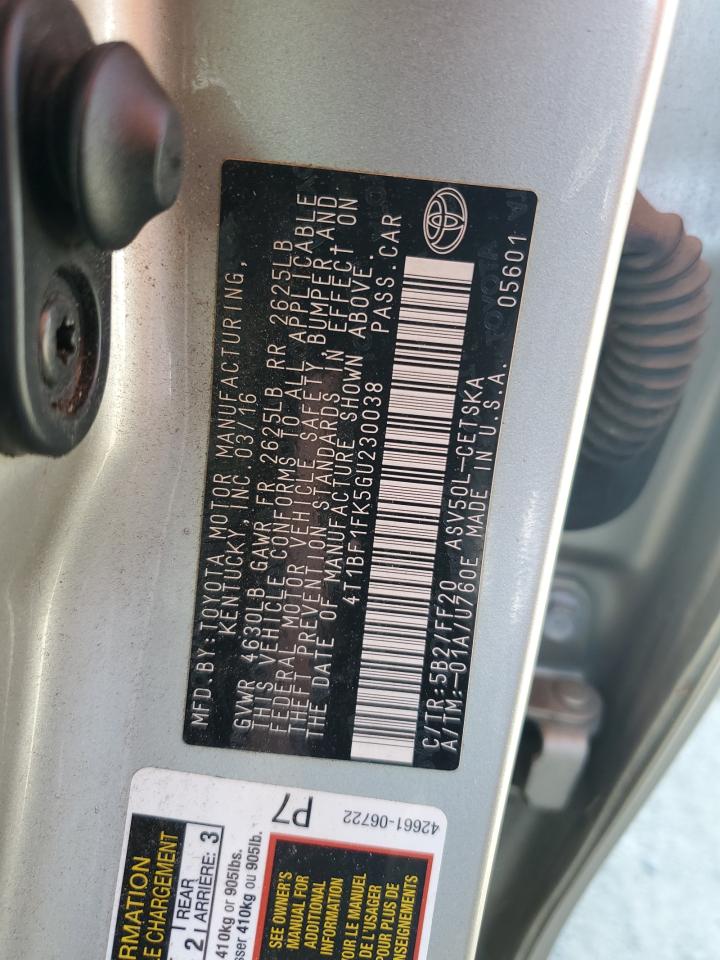 MFD. BY: TOYOTA MOTOR MANUFACTURING,
KENTUCKY, INC. 03/16
GVWR 4630LB GAWR FR 2625LB RR 2625LB
THIS VEHICLE CONFORMS TO ALL APPLICABLE
FEDERAL MOTOR VEHICLE SAFETY, BUMPER AND
THEFT PREVENTION STANDARDS IN EFFECT ON
THE DATE OF MANUFACTURE SHOWN ABOVE.
4T1BF1FK5GU230038 PASS. CAR
C/TR:5B2/FF20 ASV50L-CETSKA
A/TM:-01A/U760E MADE IN U.S.A. 05601
42661-06722
P7
FORMATION
E CHARGEMENT
2 REAR
ARRIÈRE: 3
410kg or 905lbs.
sser 410kg ou 905lb.
SEE OWNER'S
MANUAL FOR
ADDITIONAL
INFORMATION
VOIR LE MANUEL
DE L'USAGER
POUR PLUS DE
RENSEIGNEMENTS